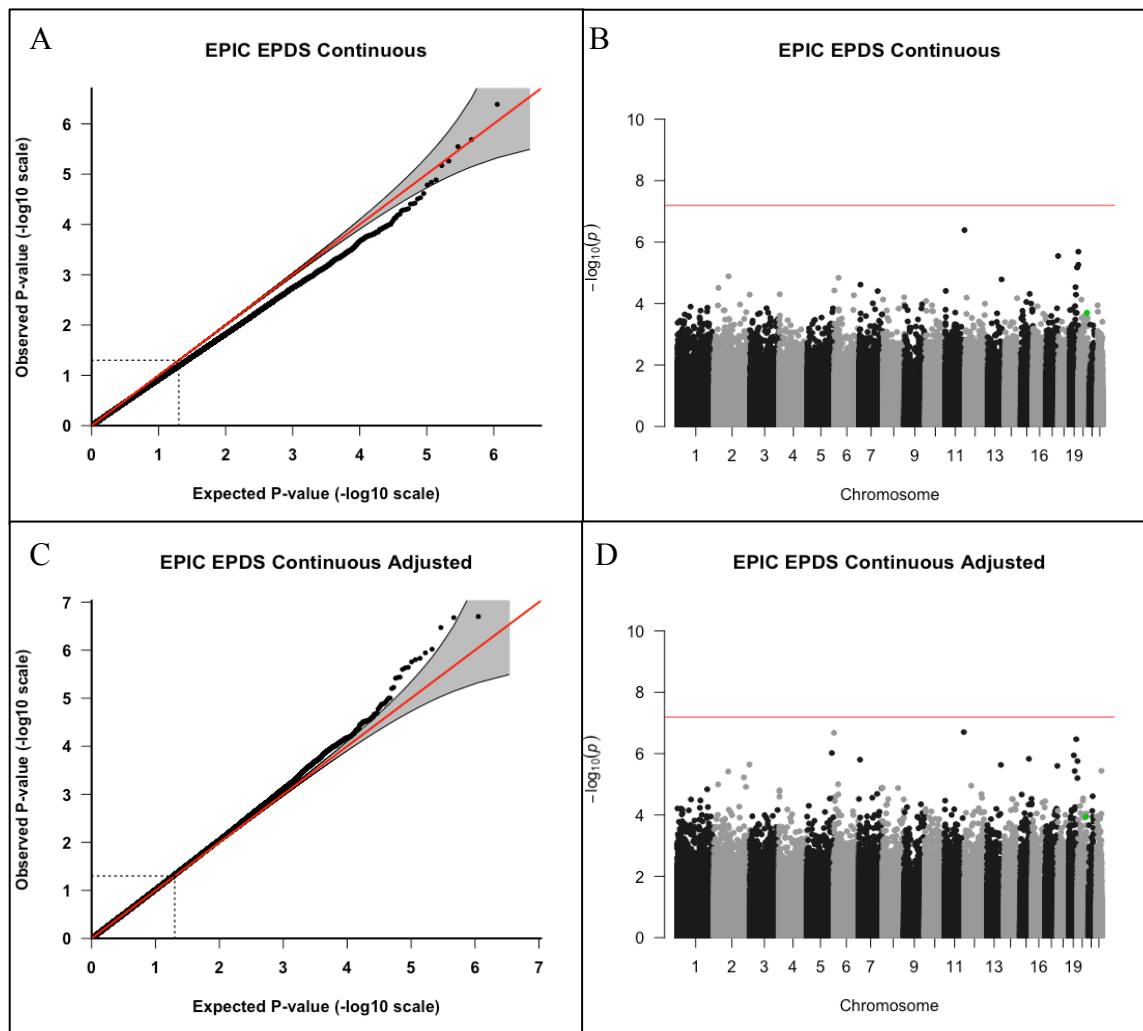 A
EPIC EPDS Continuous
Observed P-value (-log10 scale)
6
5
4
3
2
1
0
0 1 2 3 4 5 6
Expected P-value (-log10 scale)
B
EPIC EPDS Continuous
−log10(p)
10
8
6
4
2
0
1 2 3 4 5 6 7 9 11 13 16 19
Chromosome
C
EPIC EPDS Continuous Adjusted
Observed P-value (-log10 scale)
7
6
5
4
3
2
1
0
0 1 2 3 4 5 6 7
Expected P-value (-log10 scale)
D
EPIC EPDS Continuous Adjusted
−log10(p)
10
8
6
4
2
0
1 2 3 4 5 6 7 9 11 13 16 19
Chromosome